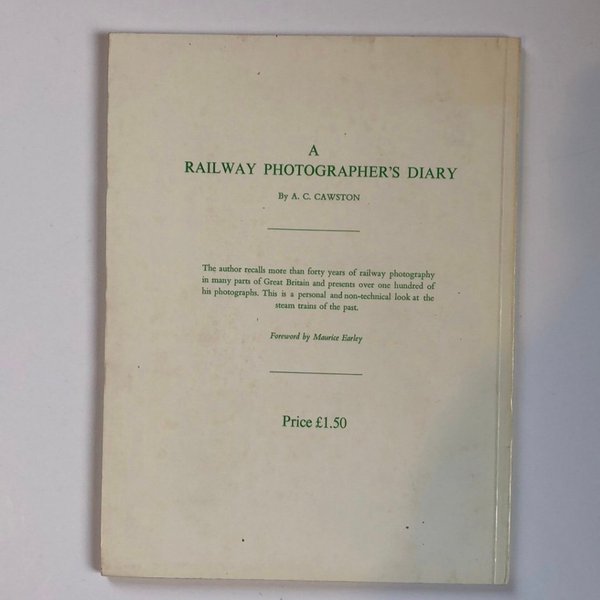 A
RAILWAY PHOTOGRAPHER'S DIARY
By A. C. CAWSTON
The author recalls more than forty years of railway photography
in many parts of Great Britain and presents over one hundred of
his photographs. This is a personal and non-technical look at the
steam trains of the past.
Foreword by Maurice Earley
Price £1.50